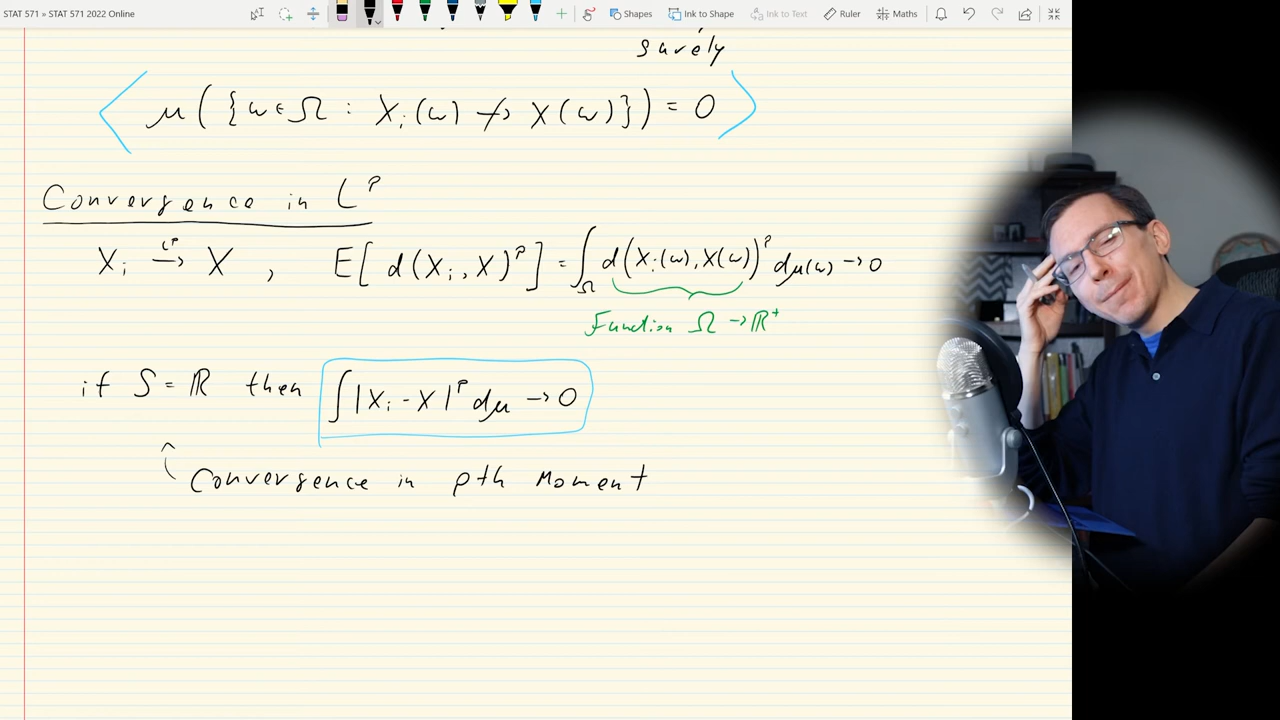 STAT 571 » STAT 571 2022 Online
Shapes Ink to Shape Ink to Text Ruler Maths
surely
μ({ω∈Ω : Xᵢ(ω) ↛ X(ω)}) = 0
Convergence in Lᵖ
Xᵢ →ᴸᵖ X , E[d(Xᵢ, X)ᵖ] = ∫_Ω d(Xᵢ(ω), X(ω))ᵖ dμ(ω) → 0
Function Ω → ℝ⁺
if S = ℝ then ∫|Xᵢ - X|ᵖ dμ → 0
Convergence in pth Moment